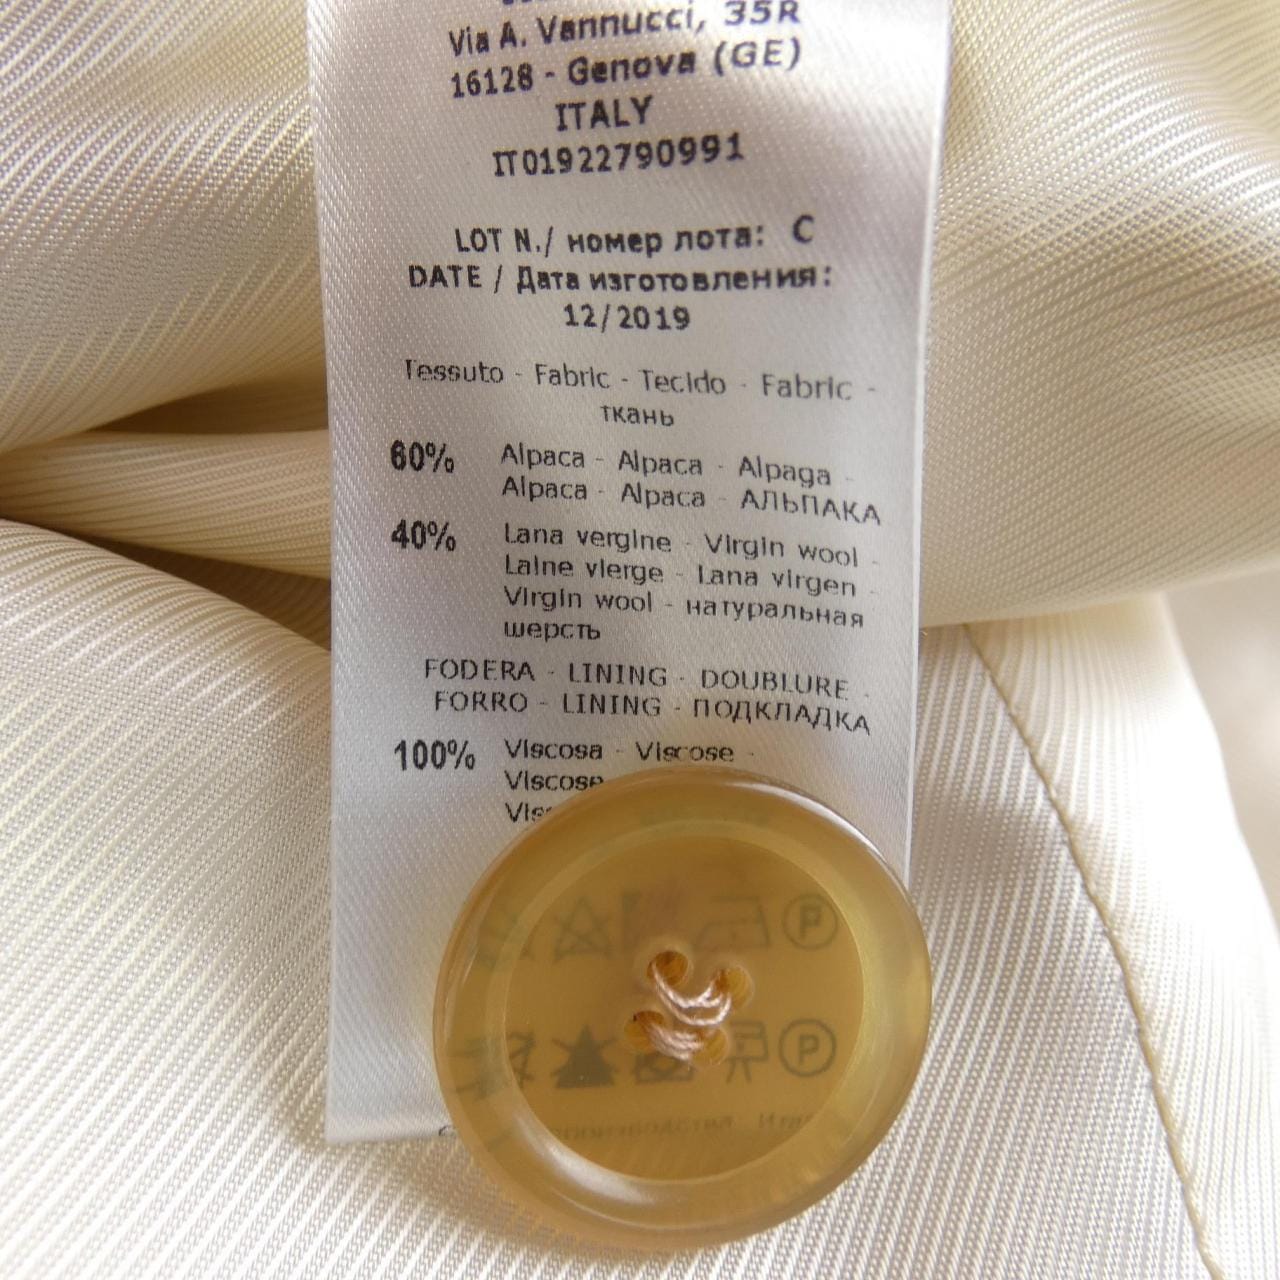 Via A. Vannucci, 35R
16128 - Genova (GE)
ITALY
IT01922790991
LOT N./ номер лота: C
DATE / Дата изготовления:
12/2019
Tessuto - Fabric - Tecido - Fabric -
ткань
60% Alpaca - Alpaca - Alpaga -
Alpaca - Alpaca - АЛЬПАКА
40% Lana vergine - Virgin wool -
Laine vierge - Lana virgen -
Virgin wool - натуральная
шерсть
FODERA - LINING - DOUBLURE -
FORRO - LINING - ПОДКЛАДКА
100% Viscosa - Viscose -
Viscose
P
P